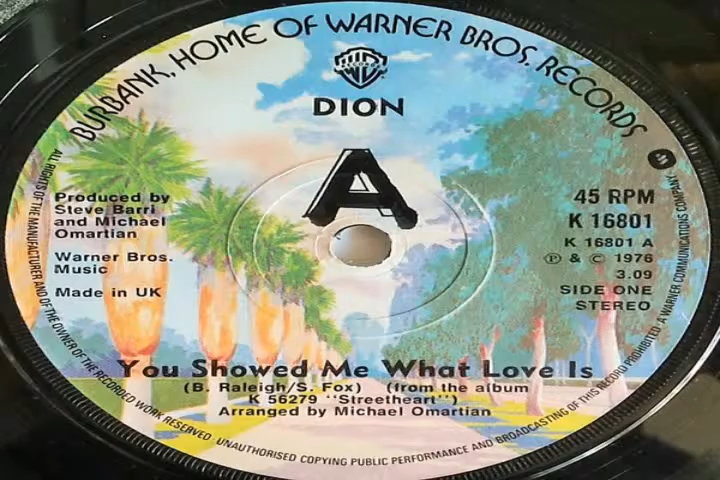 BURBANK, HOME OF WARNER BROS. RECORDS
RECORDS
DION
A
Produced by
Steve Barri
and Michael
Omartian
Warner Bros.
Music
Made in UK
45 RPM
K 16801
K 16801 A
Ⓟ & © 1976
3.09
SIDE ONE
STEREO
You Showed Me What Love Is
(B. Raleigh/S. Fox) (from the album
K 56279 "Streetheart")
Arranged by Michael Omartian
ALL RIGHTS OF THE MANUFACTURER AND OF THE OWNER OF THE RECORDED WORK RESERVED · UNAUTHORISED COPYING PUBLIC PERFORMANCE AND BROADCASTING OF THIS RECORD PROHIBITED · A WARNER COMMUNICATIONS COMPANY